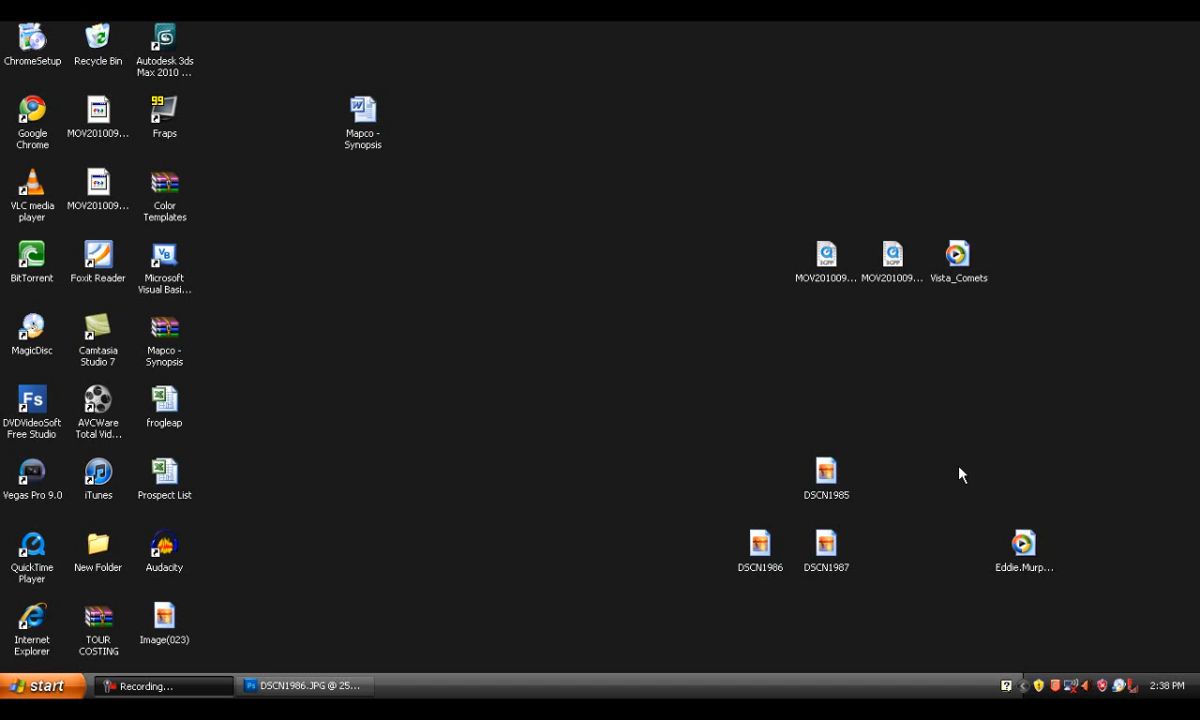 ChromeSetup
Recycle Bin
Autodesk 3ds
Max 2010 ...
Google
Chrome
MOV201009...
99
Fraps
Mapco -
Synopsis
VLC media
player
MOV201009...
Color
Templates
BitTorrent
Foxit Reader
Microsoft
Visual Basi...
MOV201009...
MOV201009...
Vista_Comets
MagicDisc
Camtasia
Studio 7
Mapco -
Synopsis
Fs
DVDVideoSoft
Free Studio
AVCWare
Total Vid...
frogleap
Vegas Pro 9.0
iTunes
Prospect List
DSCN1985
QuickTime
Player
New Folder
Audacity
DSCN1986
DSCN1987
Eddie.Murp...
Internet
Explorer
TOUR
COSTING
Image(023)
start
Recording...
Ps DSCN1986.JPG @ 25...
2:38 PM